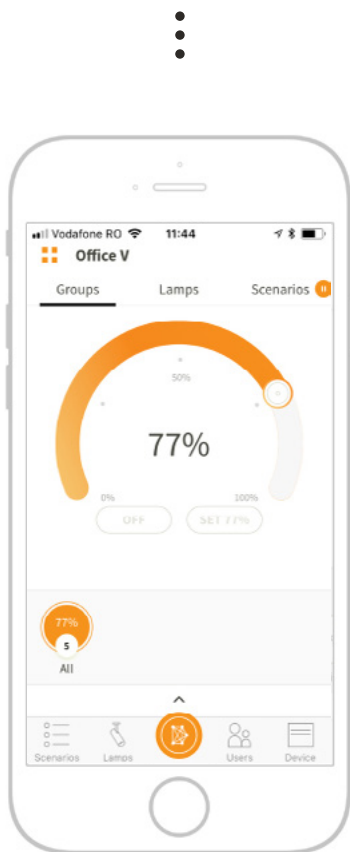 Vodafone RO 11:44
Office V
Groups Lamps Scenarios
50%
77%
0% 100%
OFF SET 77%
77%
5
All
Scenarios Lamps Users Device